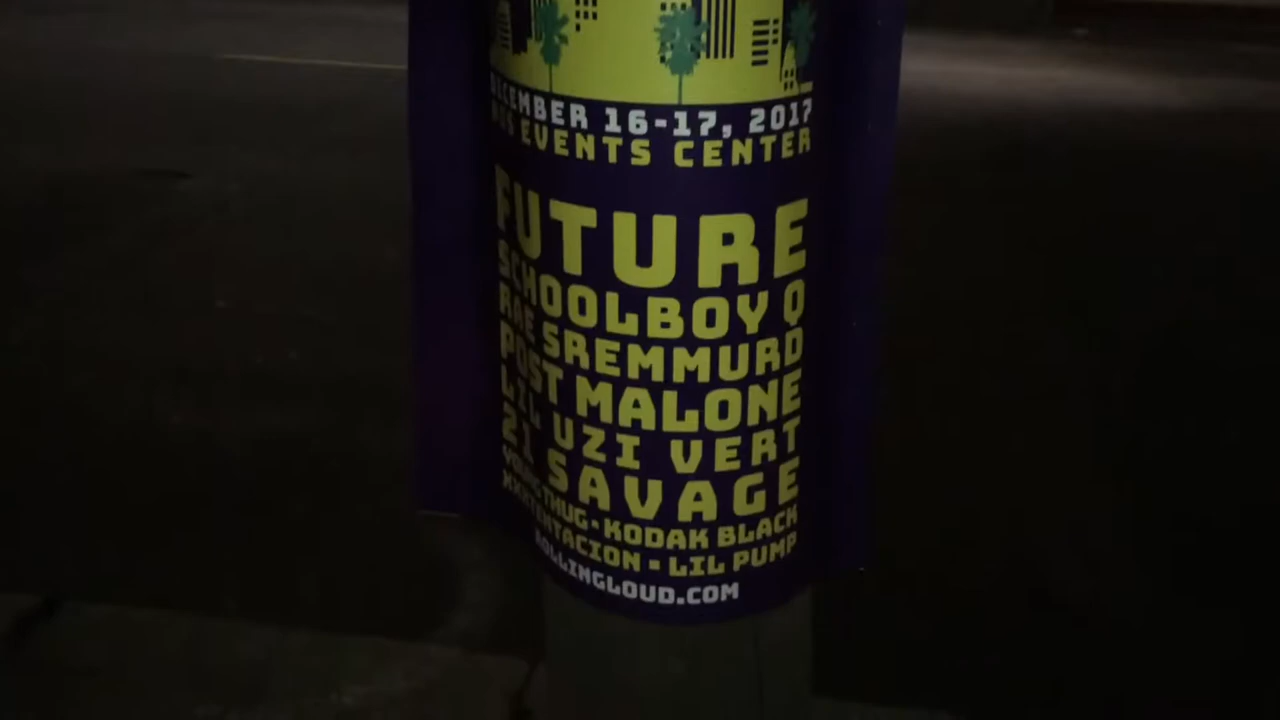 DECEMBER 16-17, 2017
EVENTS CENTER
FUTURE
SCHOOLBOY Q
RAE SREMMURD
POST MALONE
LIL UZI VERT
21 SAVAGE
YOUNG THUG • KODAK BLACK
XXXTENTACION • LIL PUMP
ROLLINGLOUD.COM